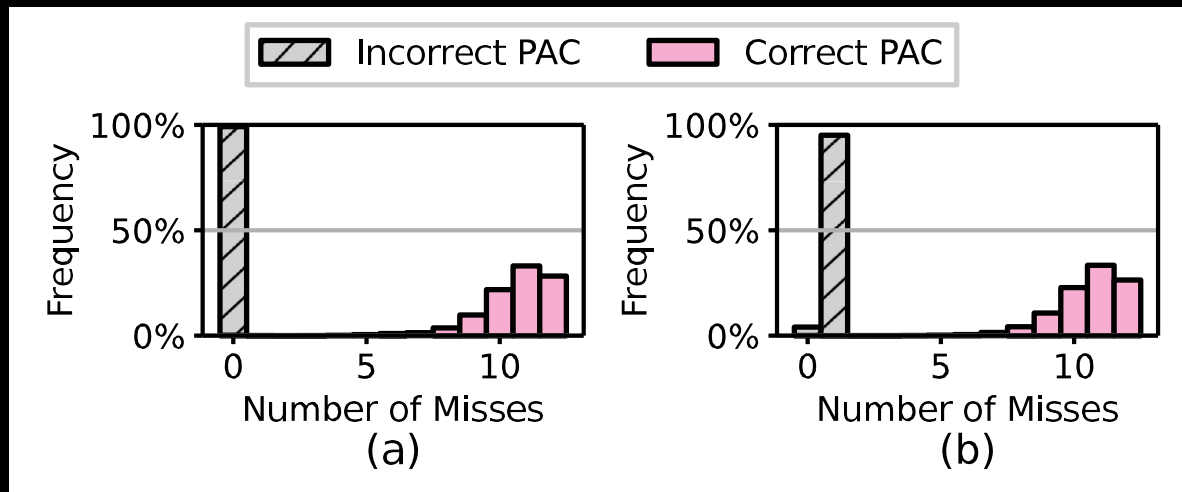 Incorrect PAC Correct PAC
100% 100%
Frequency Frequency
50% 50%
0% 0%
0 5 10 0 5 10
Number of Misses Number of Misses
(a) (b)